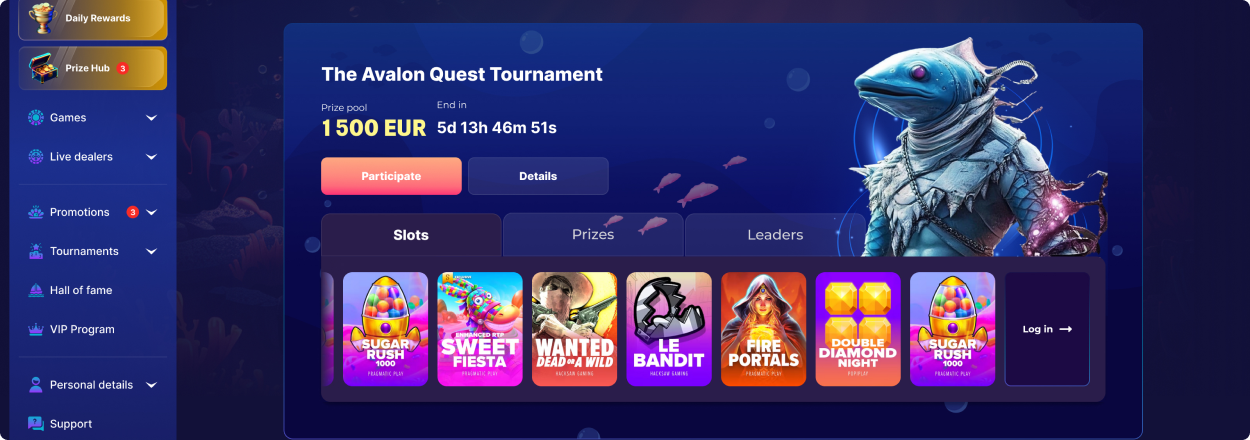 Daily Rewards
Prize Hub 3
Games
Live dealers
Promotions 3
Tournaments
Hall of fame
VIP Program
Personal details
Support
The Avalon Quest Tournament
Prize pool
1 500 EUR
End in
5d 13h 46m 51s
Participate
Details
Slots
Prizes
Leaders
SUGAR
RUSH
1000
PRAGMATIC PLAY
ENHANCED RTP
SWEET
FIESTA
PRAGMATIC PLAY
WANTED
DEAD OR A WILD
HACKSAW GAMING
LE
BANDIT
HACKSAW GAMING
FIRE
PORTALS
PRAGMATIC PLAY
DOUBLE
DIAMOND
NIGHT
POPIPLAY
SUGAR
RUSH
1000
PRAGMATIC PLAY
Log in